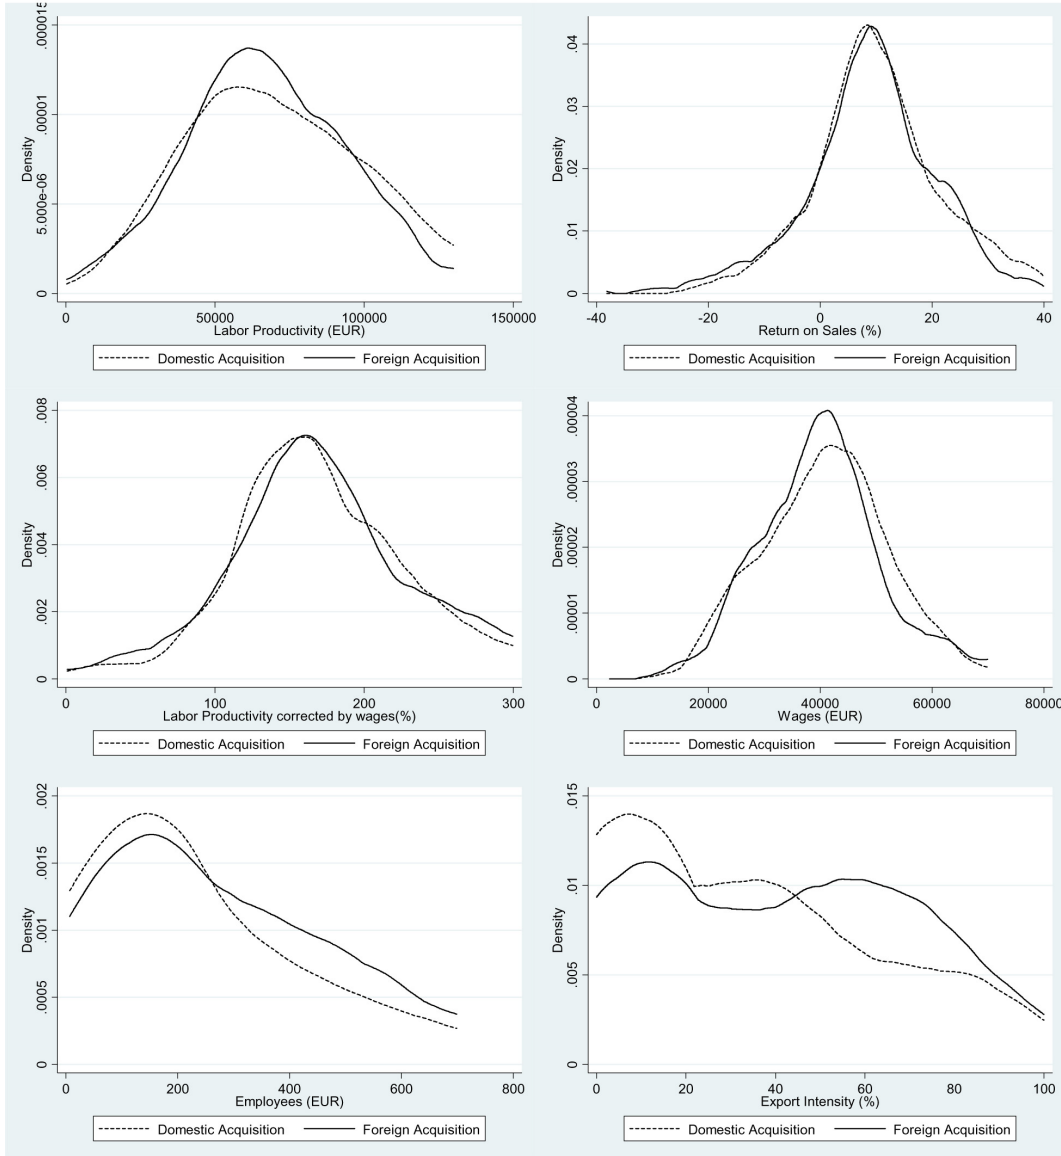 .000015
.00001
5.000e-06
0
Density
0 50000 100000 150000
Labor Productivity (EUR)
Domestic Acquisition Foreign Acquisition
.04
.03
.02
.01
0
Density
-40 -20 0 20 40
Return on Sales (%)
Domestic Acquisition Foreign Acquisition
.008
.006
.004
.002
0
Density
0 100 200 300
Labor Productivity corrected by wages(%)
Domestic Acquisition Foreign Acquisition
.00004
.00003
.00002
.00001
0
Density
0 20000 40000 60000 80000
Wages (EUR)
Domestic Acquisition Foreign Acquisition
.002
.0015
.001
.0005
0
Density
0 200 400 600 800
Employees (EUR)
Domestic Acquisition Foreign Acquisition
.015
.01
.005
0
Density
0 20 40 60 80 100
Export Intensity (%)
Domestic Acquisition Foreign Acquisition